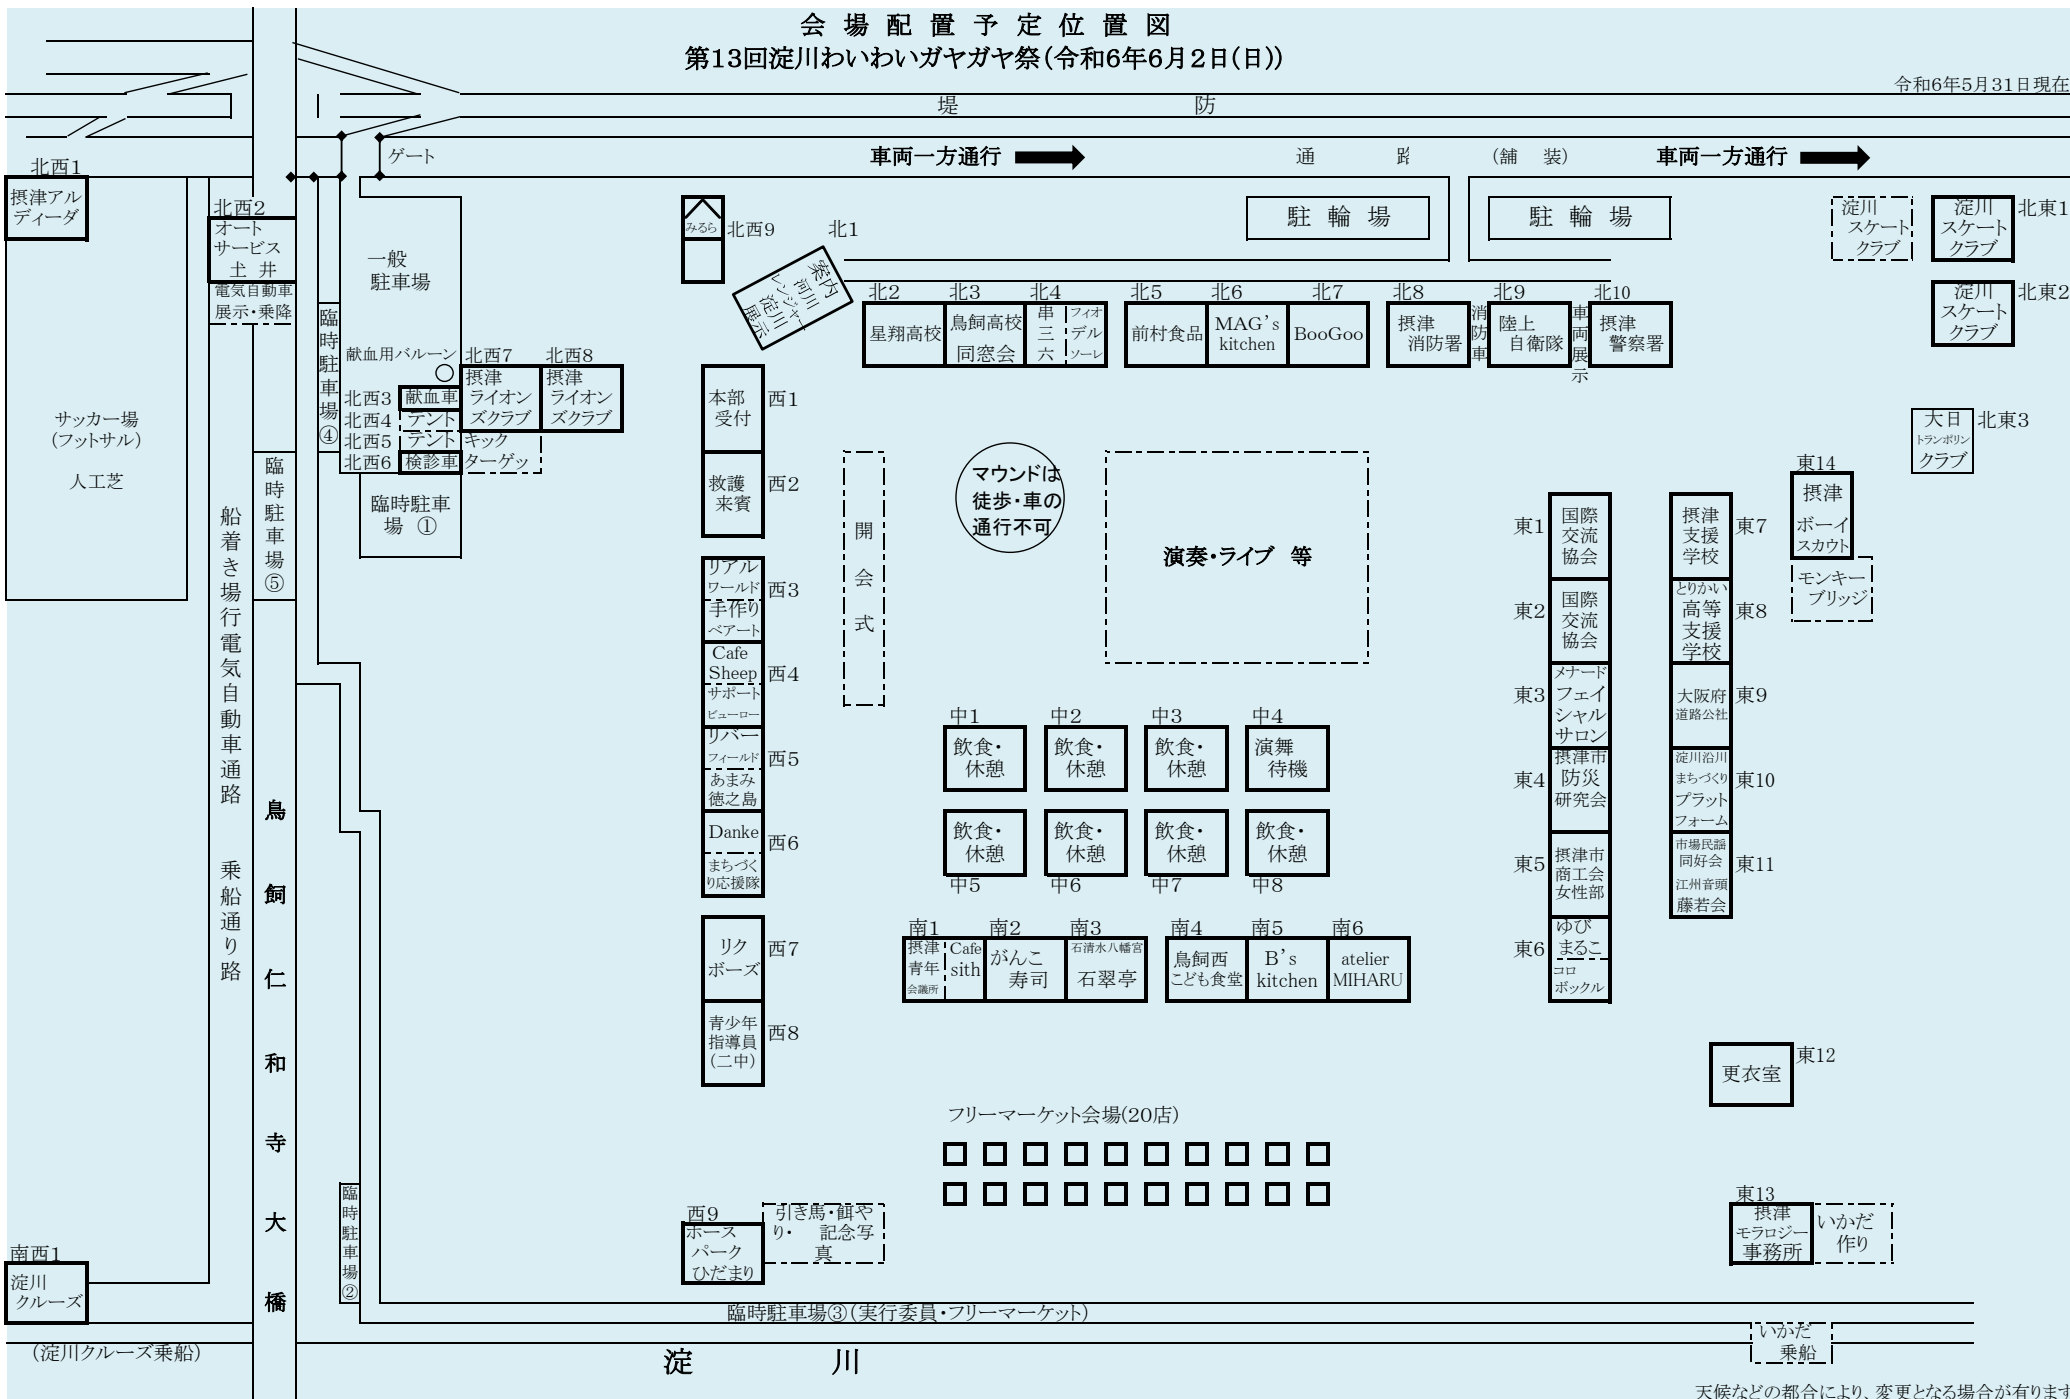 会場配置予定位置図
第13回淀川わいわいガヤガヤ祭(令和6年6月2日(日))
令和6年5月31日現在
堤 防
ゲート
車両一方通行
通 路 (舗 装)
車両一方通行
北西1
摂津アル
ディーダ
北西2
オート
サービス
土 井
電気自動車
展示・乗降
一般
駐車場
みるら
北西9
北1
案内
河川
レンジャー
淀川
展示
駐 輪 場
駐 輪 場
淀川
スケート
クラブ
淀川
スケート
クラブ
北東1
淀川
スケート
クラブ
北東2
北2
星翔高校
北3
鳥飼高校
同窓会
北4
串
三
六
フィオ
デル
ソーレ
北5
前村食品
北6
MAG's
kitchen
北7
BooGoo
北8
摂津
消防署
消防車
北9
陸上
自衛隊
車両展示
北10
摂津
警察署
臨時駐車場④
献血用バルーン
北西7
摂津
ライオン
ズクラブ
北西8
摂津
ライオン
ズクラブ
北西3
献血車
北西4
テント
北西5
テント
北西6
検診車
キック
ターゲッ
臨時駐車
場 ①
サッカー場
(フットサル)
人工芝
臨時駐車場⑤
船着き場行電気自動車通路 乗船通り路
鳥飼仁和寺大橋
本部
受付
西1
救護
来賓
西2
リアル
ワールド
手作り
ベアート
西3
Cafe
Sheep
サポート
ビューロー
西4
リバー
フィールド
あまみ
徳之島
西5
Danke
まちづく
り応援隊
西6
リク
ボーズ
西7
青少年
指導員
(二中)
西8
開会式
マウンドは
徒歩・車の
通行不可
演奏・ライブ 等
大日
トランポリン
クラブ
北東3
東14
摂津
ボーイ
スカウト
モンキー
ブリッジ
東1
国際
交流
協会
東2
国際
交流
協会
東3
メナード
フェイ
シャル
サロン
東4
摂津市
防災
研究会
東5
摂津市
商工会
女性部
東6
ゆび
まるこ
コロ
ボックル
摂津
支援
学校
東7
とりかい
高等
支援
学校
東8
大阪府
道路公社
東9
淀川沿川
まちづくり
プラット
フォーム
東10
市場民謡
同好会
江州音頭
藤若会
東11
中1
飲食・
休憩
中2
飲食・
休憩
中3
飲食・
休憩
中4
演舞
待機
飲食・
休憩
中5
飲食・
休憩
中6
飲食・
休憩
中7
飲食・
休憩
中8
南1
摂津
青年
会議所
Cafe
sith
南2
がんこ
寿司
南3
石清水八幡宮
石翠亭
南4
鳥飼西
こども食堂
南5
B's
kitchen
南6
atelier
MIHARU
更衣室
東12
フリーマーケット会場(20店)
西9
ホース
パーク
ひだまり
引き馬・餌や
り・ 記念写
真
東13
摂津
モラロジー
事務所
いかだ
作り
臨時駐車場②
南西1
淀川
クルーズ
臨時駐車場③(実行委員・フリーマーケット)
(淀川クルーズ乗船)
淀 川
いかだ
乗船
天候などの都合により、変更となる場合が有ります